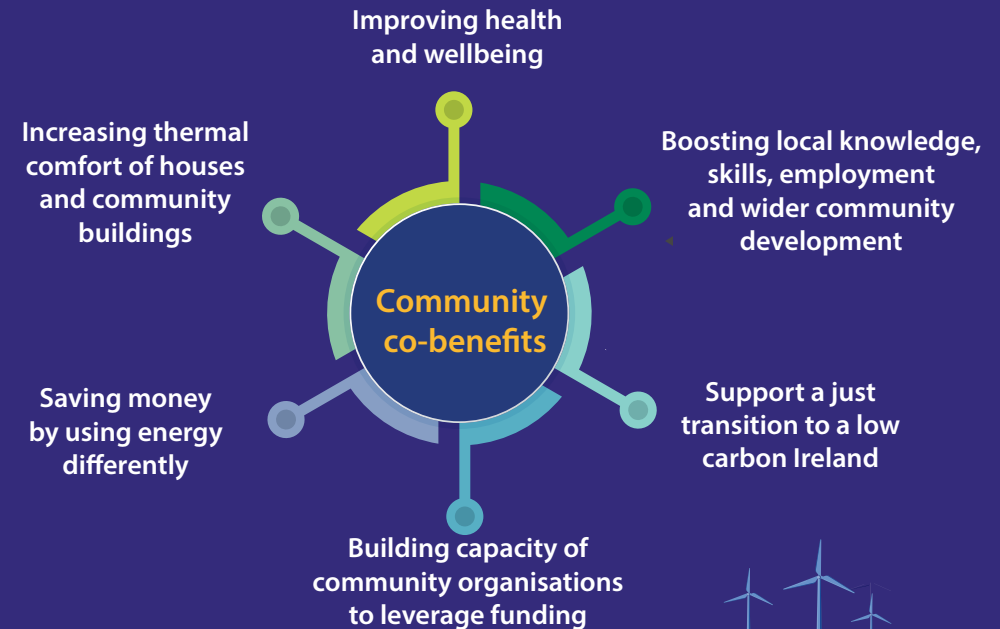 Improving health
and wellbeing
Boosting local knowledge,
skills, employment
and wider community
development
Support a just
transition to a low
carbon Ireland
Building capacity of
community organisations
to leverage funding
Saving money
by using energy
differently
Increasing thermal
comfort of houses
and community
buildings
Community
co-benefits